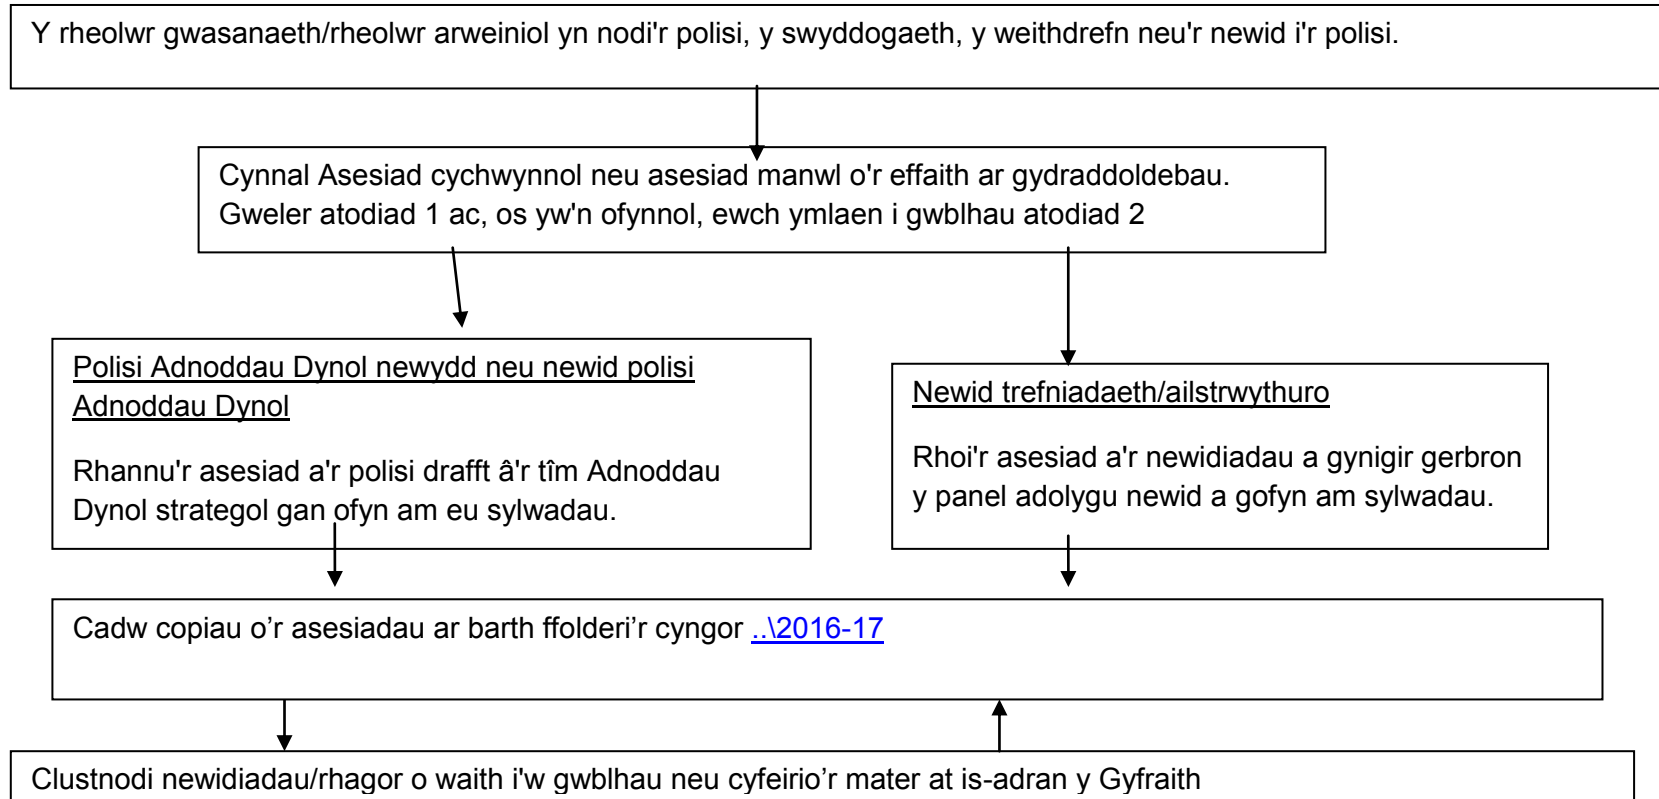 Y rheolwr gwasanaeth/rheolwr arweiniol yn nodi'r polisi, y swyddogaeth, y weithdrefn neu'r newid i'r polisi.
Cynnal Asesiad cychwynnol neu asesiad manwl o'r effaith ar gydraddoldebau.
Gweler atodiad 1 ac, os yw'n ofynnol, ewch ymlaen i gwblhau atodiad 2
Polisi Adnoddau Dynol newydd neu newid polisi
Adnoddau Dynol
Rhannu'r asesiad a'r polisi drafft â'r tîm Adnoddau
Dynol strategol gan ofyn am eu sylwadau.
Newid trefniadaeth/ailstrwythuro
Rhoi'r asesiad a'r newidiadau a gynigir gerbron
y panel adolygu newid a gofyn am sylwadau.
Cadw copiau o’r asesiadau ar barth ffolderi’r cyngor ..\2016-17
Clustnodi newidiadau/rhagor o waith i'w gwblhau neu cyfeirio’r mater at is-adran y Gyfraith